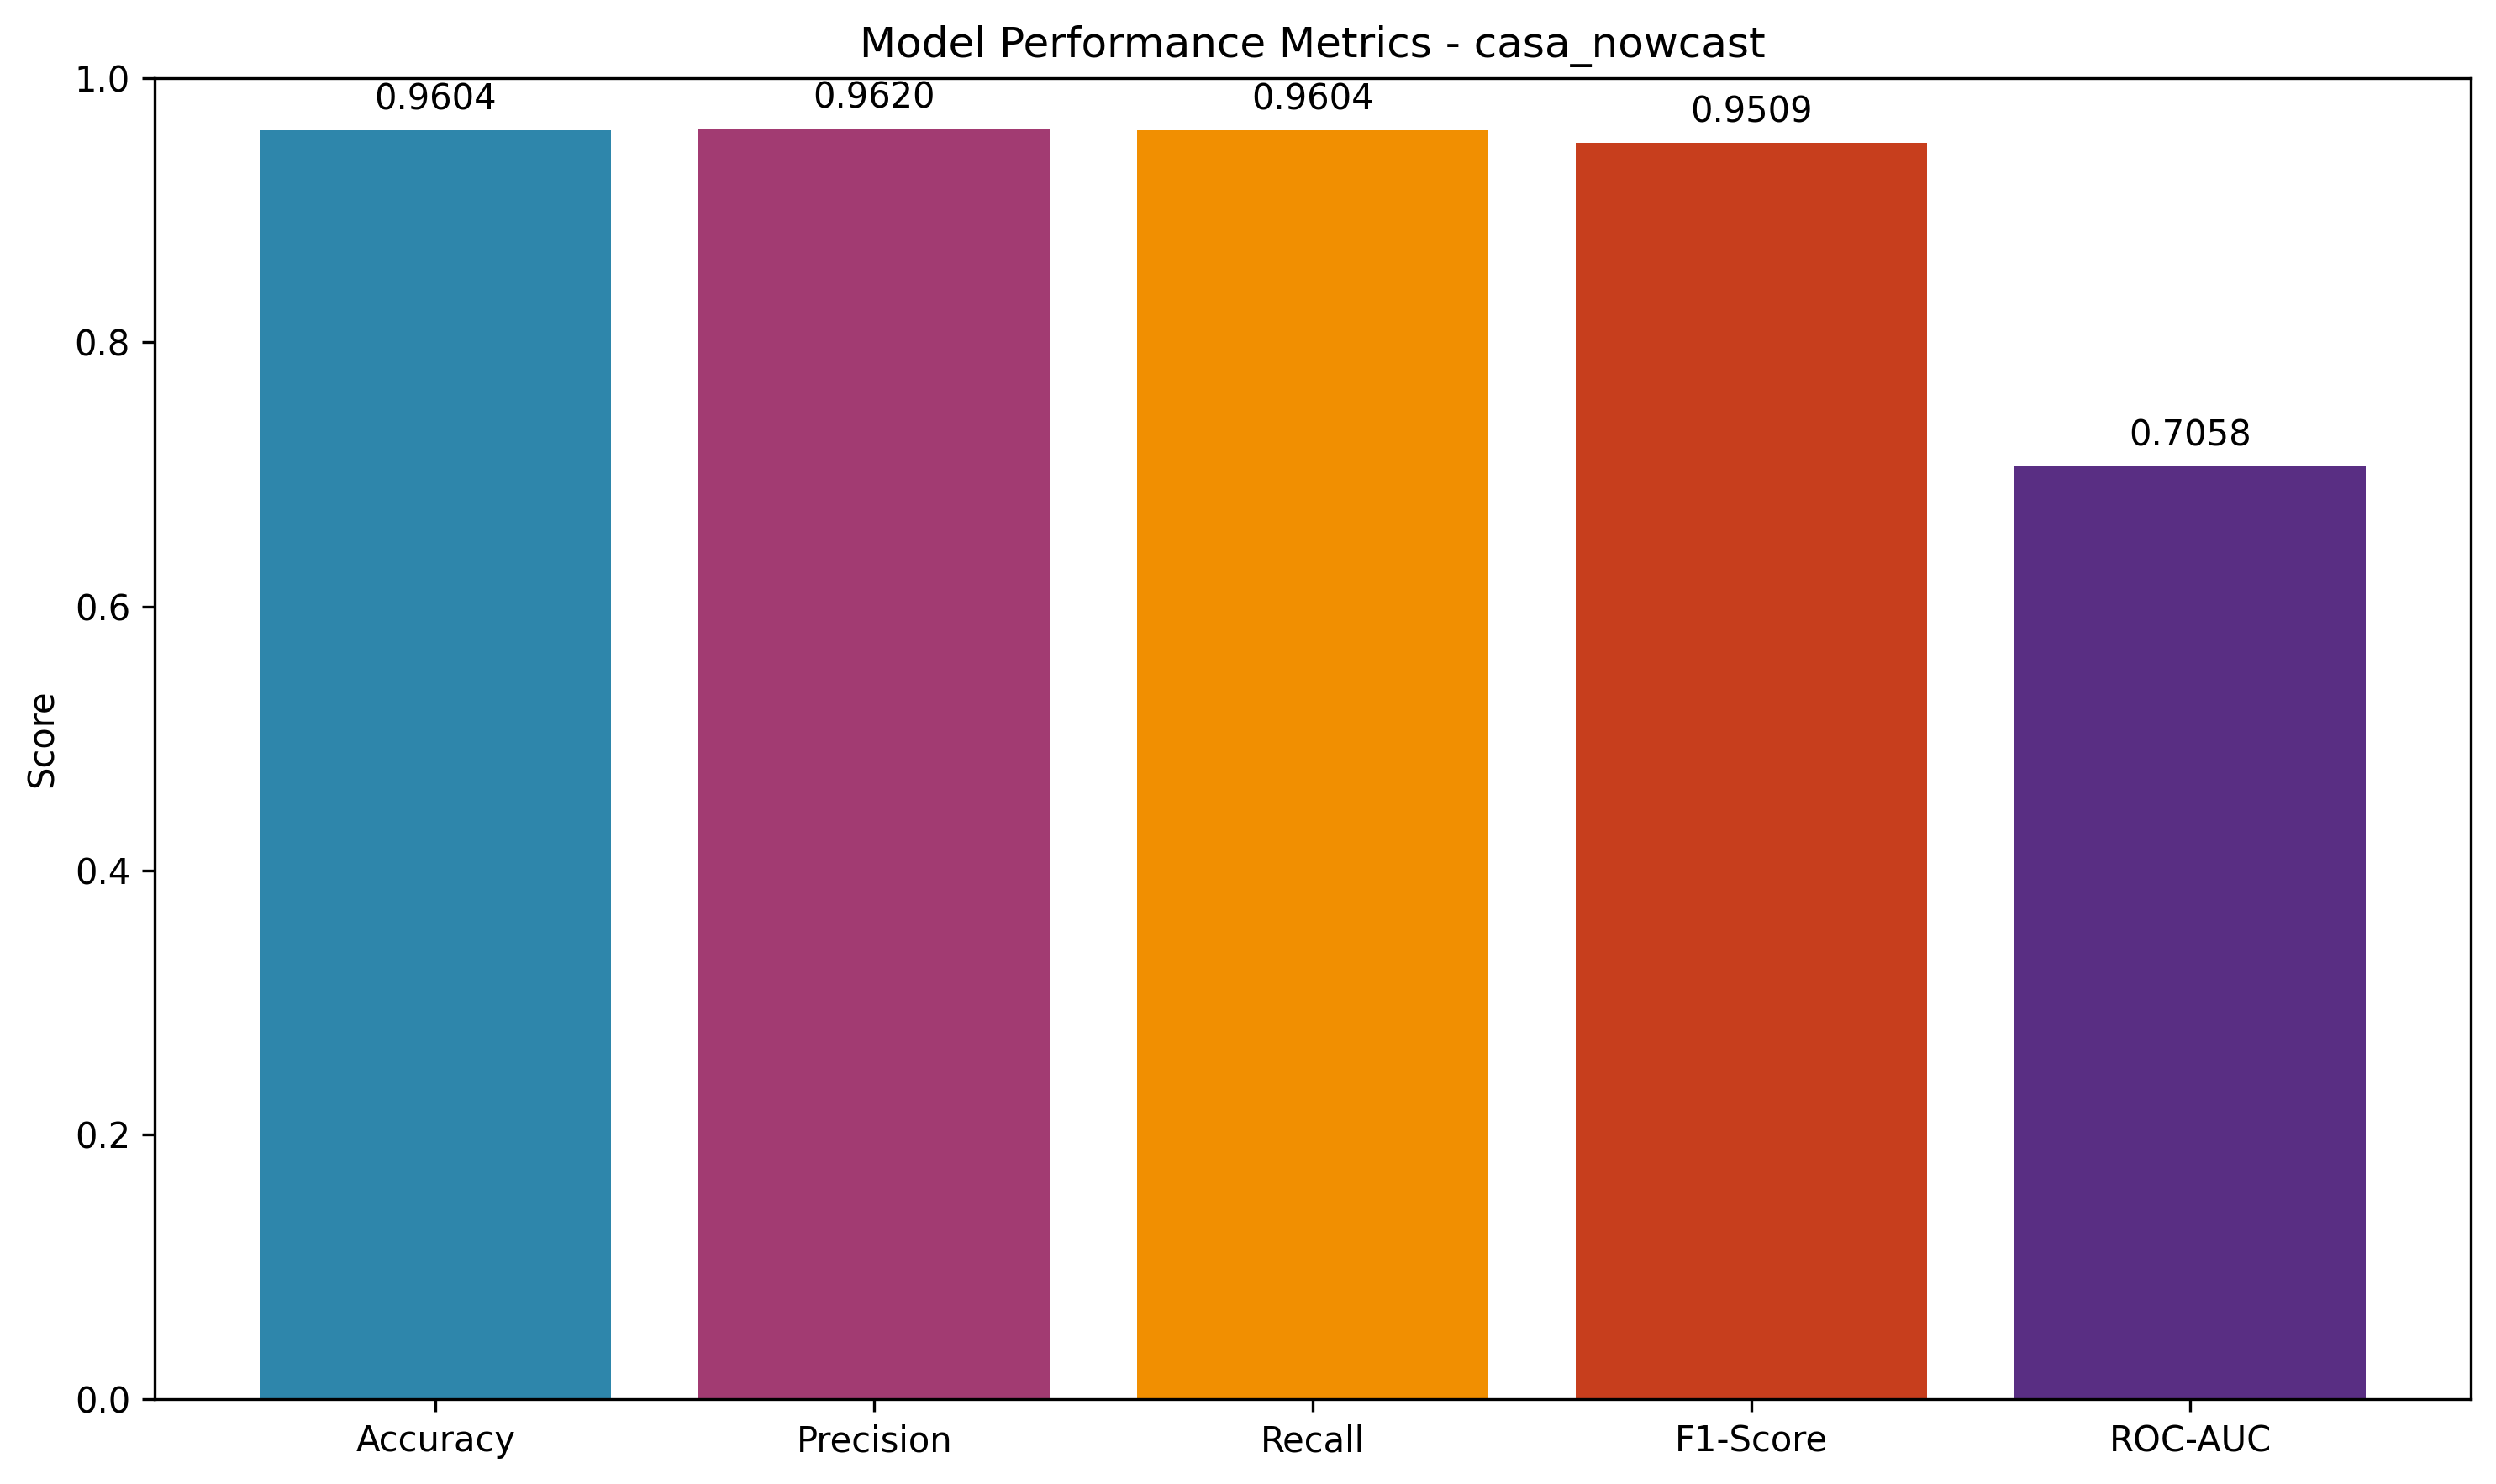 Model Performance Metrics - casa_nowcast
1.0
0.8
0.6
0.4
0.2
0.0
Score
0.9604
0.9620
0.9604
0.9509
0.7058
Accuracy
Precision
Recall
F1-Score
ROC-AUC